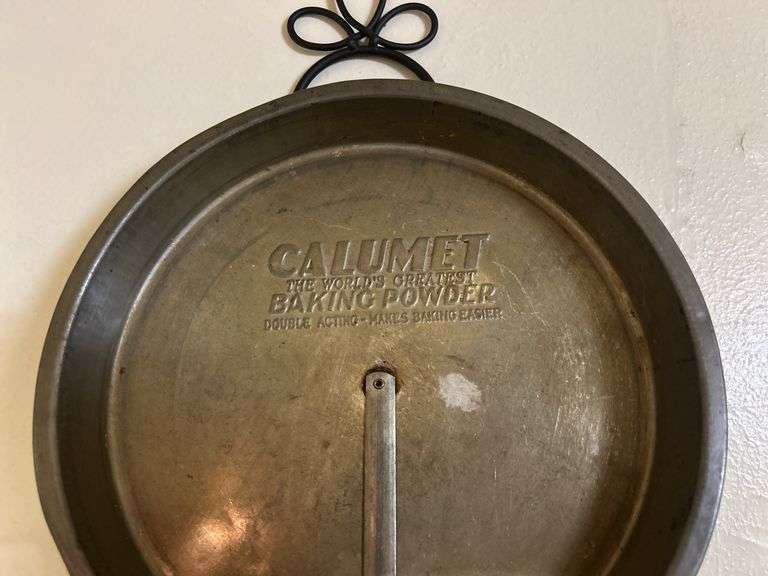 CALUMET
THE WORLD'S GREATEST
BAKING POWDER
DOUBLE ACTING - MAKES BAKING EASIER